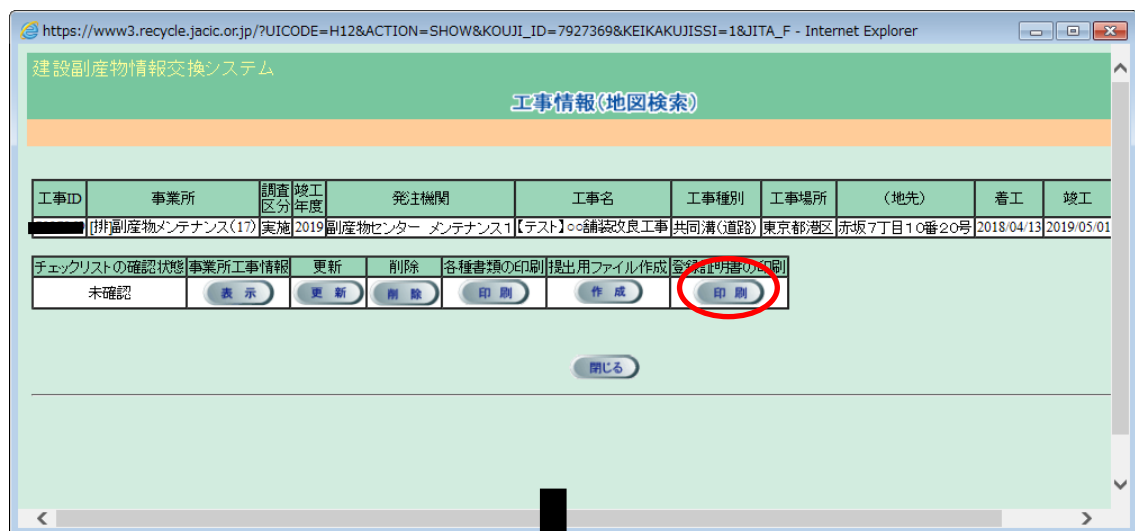 https://www3.recycle.jacic.or.jp/?UICODE=H12&ACTION=SHOW&KOUJI_ID=7927369&KEIKAKUJISSI=1&JITA_F - Internet Explorer
建設副産物情報交換システム
工事情報(地図検索)
工事ID 事業所 調査区分 竣工年度 発注機関 工事名 工事種別 工事場所 (地先) 着工 竣工
[排]副産物メンテナンス(17) 実施 2019 副産物センター メンテナンス1 【テスト】○○舗装改良工事 共同溝(道路) 東京都港区 赤坂7丁目10番20号 2018/04/13 2019/05/01
チェックリストの確認状態 事業所工事情報 更新 削除 各種書類の印刷 提出用ファイル作成 登録証明書の印刷
未確認 表示 更新 削除 印刷 作成 印刷
閉じる